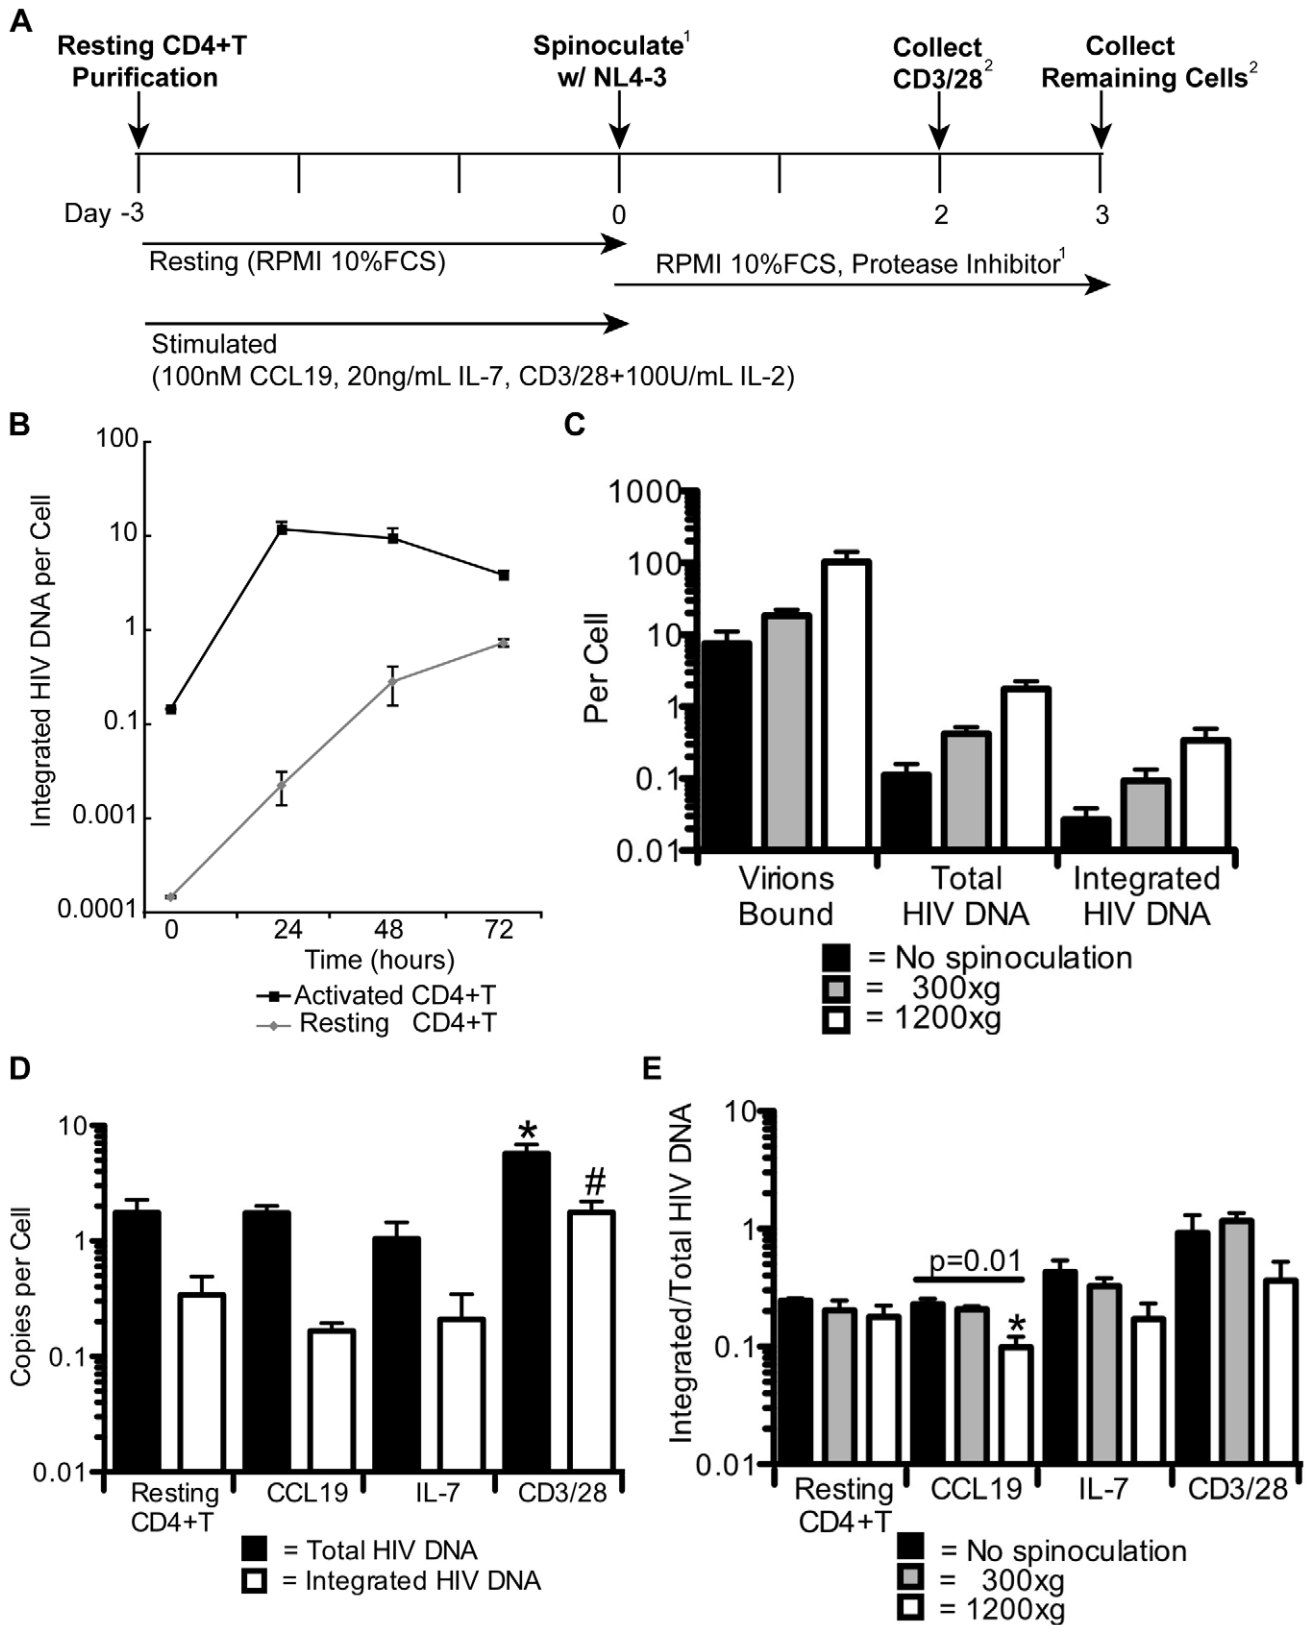 A
Resting CD4+T
Purification
Spinoculate1
w/ NL4-3
Collect
CD3/282
Collect
Remaining Cells2
Day -3
0
2
3
Resting (RPMI 10%FCS)
RPMI 10%FCS, Protease Inhibitor1
Stimulated
(100nM CCL19, 20ng/mL IL-7, CD3/28+100U/mL IL-2)
B
Integrated HIV DNA per Cell
100
10
1
0.1
0.001
0.0001
0
24
48
72
Time (hours)
Activated CD4+T
Resting CD4+T
C
Per Cell
1000
100
10
1
0.1
0.01
Virions
Bound
Total
HIV DNA
Integrated
HIV DNA
= No spinoculation
= 300xg
= 1200xg
D
Copies per Cell
10
1
0.1
0.01
*
#
Resting
CD4+T
CCL19
IL-7
CD3/28
= Total HIV DNA
= Integrated HIV DNA
E
Integrated/Total HIV DNA
10
1
0.1
0.01
p=0.01
*
Resting
CD4+T
CCL19
IL-7
CD3/28
= No spinoculation
= 300xg
= 1200xg